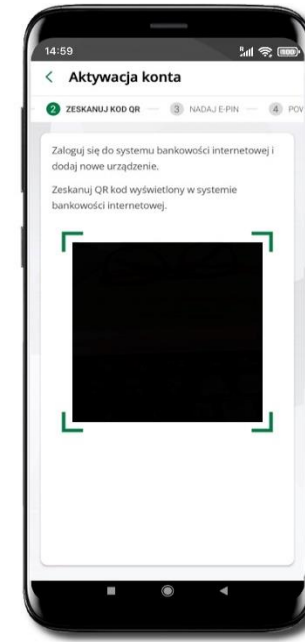 14:59
Aktywacja konta
2 ZESKANUJ KOD QR 3 NADAJ E-PIN 4 POV
Zaloguj się do systemu bankowości internetowej i
dodaj nowe urządzenie.
Zeskanuj QR kod wyświetlony w systemie
bankowości internetowej.